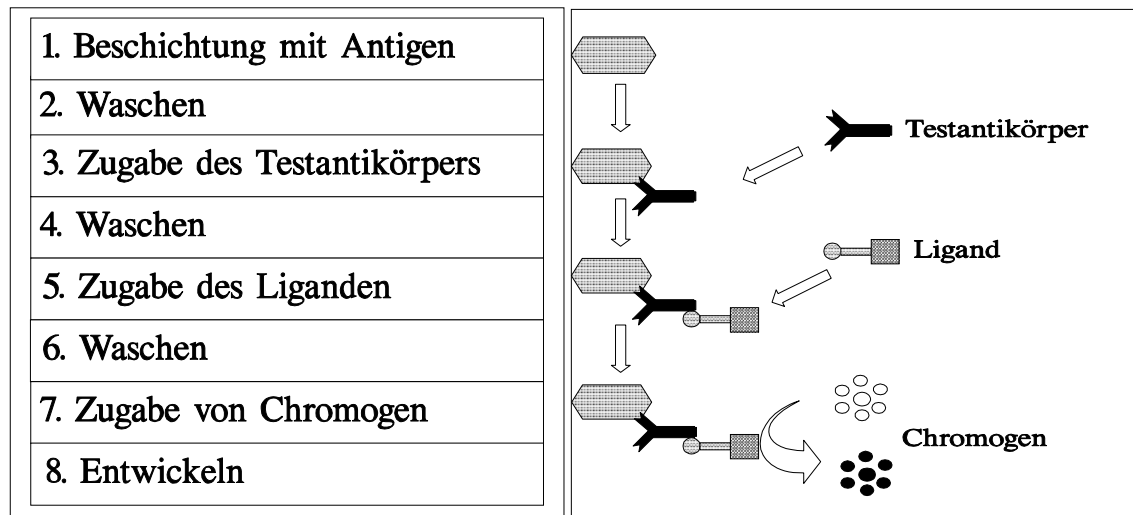 1. Beschichtung mit Antigen
2. Waschen
3. Zugabe des Testantikörpers
4. Waschen
5. Zugabe des Liganden
6. Waschen
7. Zugabe von Chromogen
8. Entwickeln
Testantikörper
Ligand
Chromogen